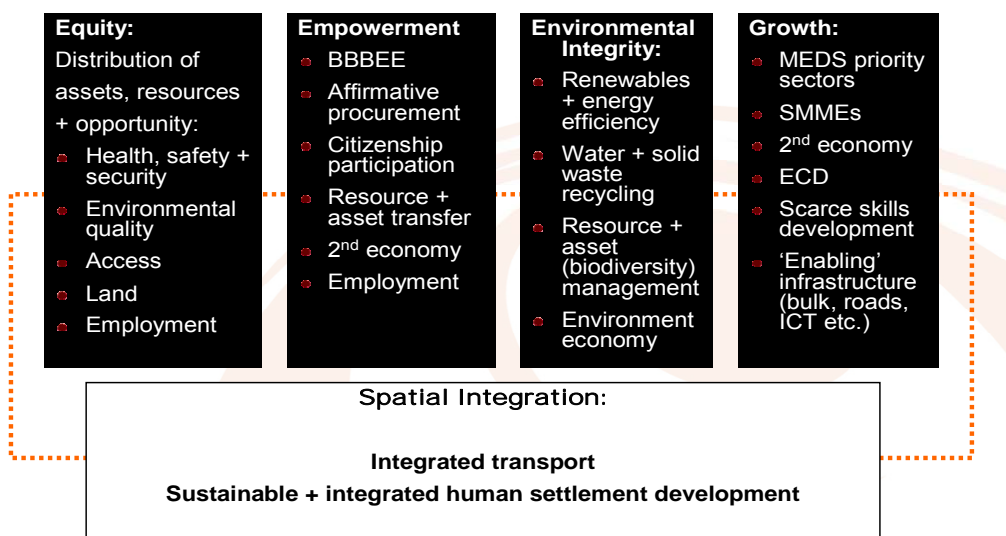 Equity:
Distribution of
assets, resources
+ opportunity:
Health, safety +
security
Environmental
quality
Access
Land
Employment
Empowerment
BBBEE
Affirmative
procurement
Citizenship
participation
Resource +
asset transfer
2nd economy
Employment
Environmental
Integrity:
Renewables
+ energy
efficiency
Water + solid
waste
recycling
Resource +
asset
(biodiversity)
management
Environment
economy
Growth:
MEDS priority
sectors
SMMEs
2nd economy
ECD
Scarce skills
development
‘Enabling’
infrastructure
(bulk, roads,
ICT etc.)
Spatial Integration:
Integrated transport
Sustainable + integrated human settlement development